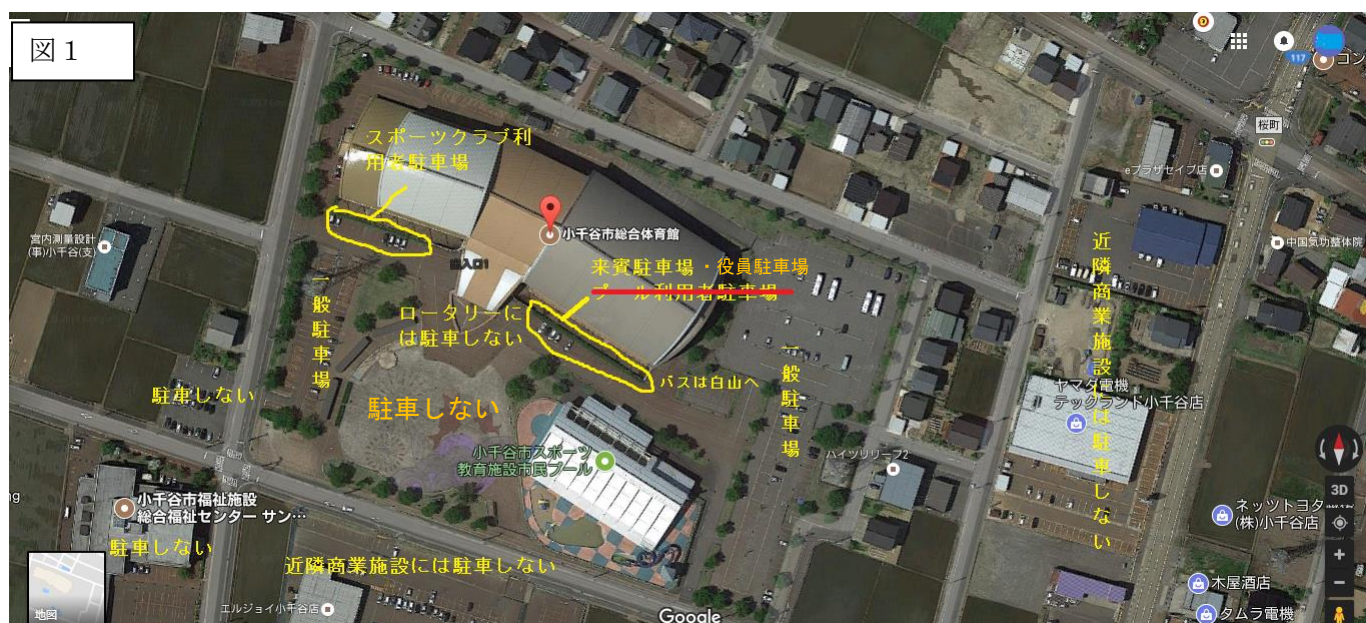 図１
117
コン
桜町
スポーツクラブ利
用者駐車場
eプラザセイブ店
宮内測量設計
(事)小千谷(支)
小千谷市総合体育館
中国気功整体院
出入口1
来賓駐車場・役員駐車場
プール利用者駐車場
一般駐車場
ロータリーに
は駐車しない
近隣商業施設には駐車しない
バスは白山へ
一般駐車場
ヤマダ電機
テックランド小千谷店
駐車しない
駐車しない
小千谷市スポーツ
教育施設市民プール
ハイツリリーフ2
小千谷市福祉施設
総合福祉センター サン…
3D
ネッツトヨタ
(株)小千谷店
駐車しない
近隣商業施設には駐車しない
木屋酒店
地図
エルジョイ小千谷店
Google
タムラ電機